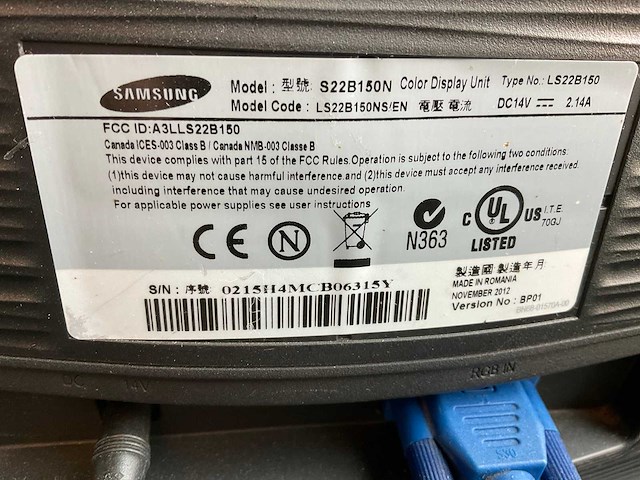 SAMSUNG
Model : 型號 S22B150N Color Display Unit Type No.: LS22B150
Model Code : LS22B150NS/EN 電壓 電流 DC14V 2.14A
FCC ID:A3LLS22B150
Canada ICES-003 Class B / Canada NMB-003 Classe B
This device complies with part 15 of the FCC Rules.Operation is subject to the following two conditions:
(1)this device may not cause harmful interference.and (2)this device must accept any interference received.
including interference that may cause undesired operation.
For applicable power supplies see user instructions
CE N N363 C UL US LISTED I.T.E. 70GJ
S/N : 序號 0215H4MCB06315Y
製造國 製造年月
MADE IN ROMANIA
NOVEMBER 2012
Version No : BP01
DC 14V
RGB IN